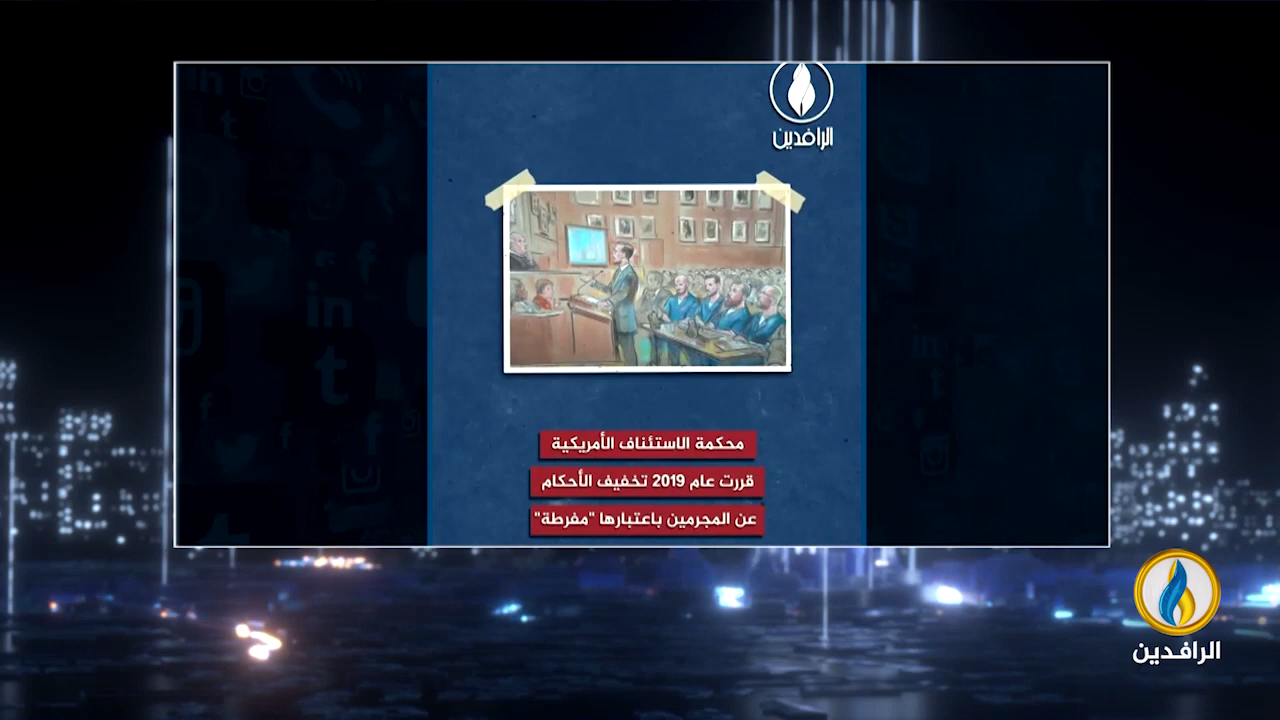 الرافدين
محكمة الاستئناف الأمريكية
قررت عام 2019 تخفيف الأحكام
عن المجرمين باعتبارها "مفرطة"
الرافدين